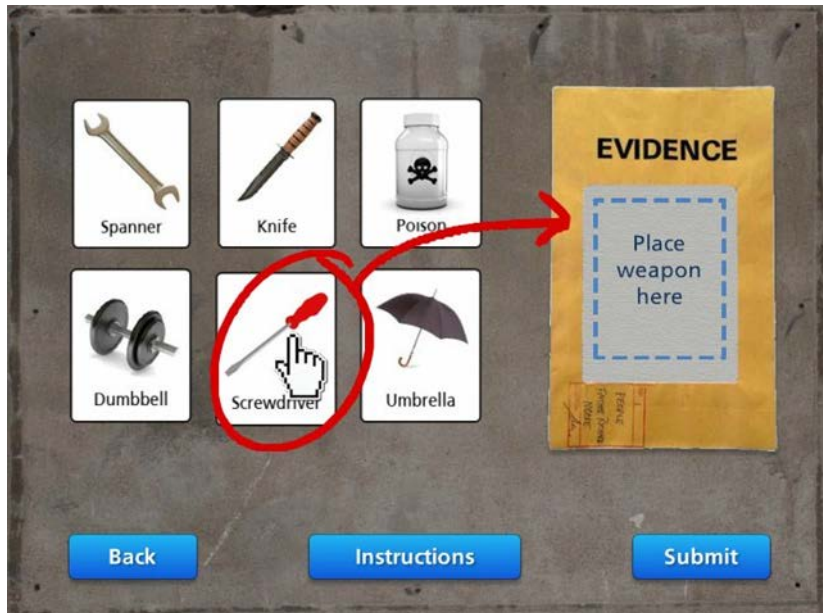 Spanner
Knife
Poison
EVIDENCE
Place
weapon
here
Dumbbell
Screwdriver
Umbrella
Back
Instructions
Submit